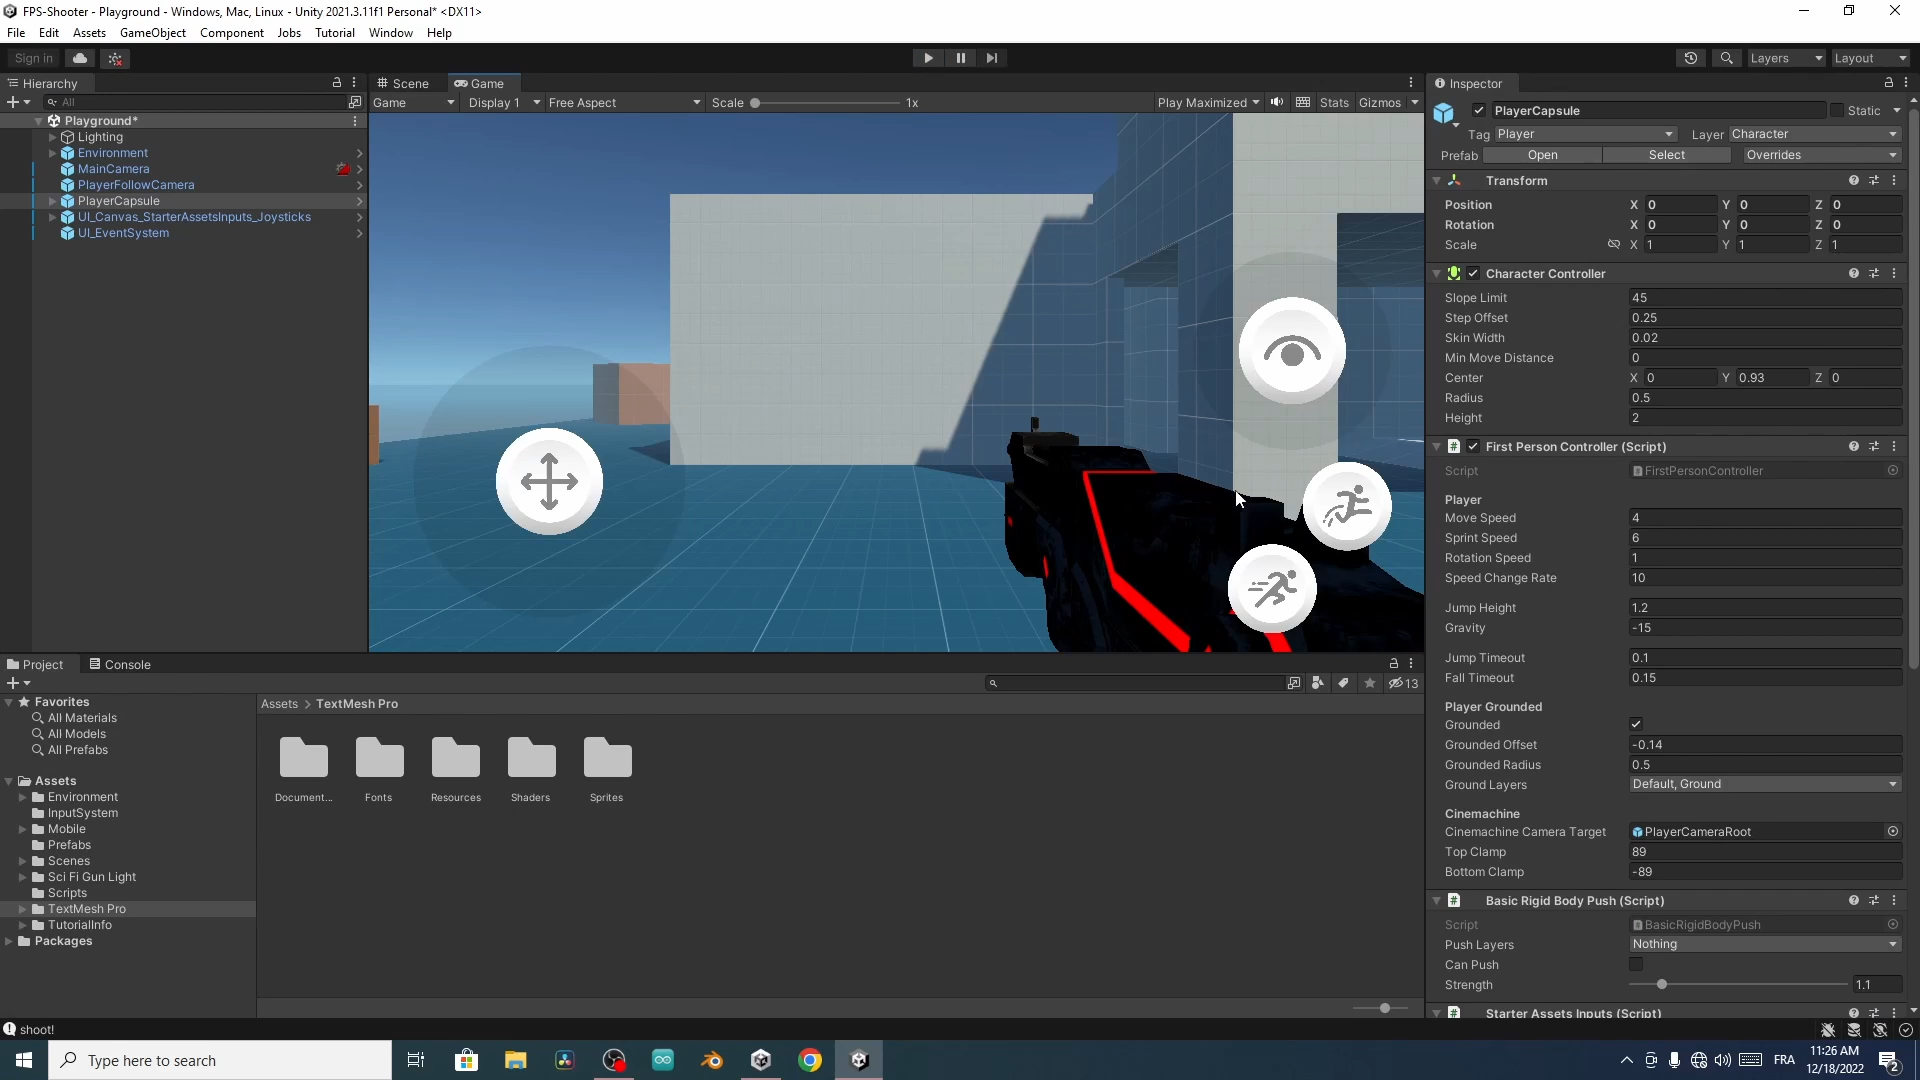 FPS-Shooter - Playground - Windows, Mac, Linux - Unity 2021.3.11f1 Personal* <DX11>
File Edit Assets GameObject Component Jobs Tutorial Window Help
Sign in Layers Layout
Hierarchy
All
Playground*
Lighting
Environment
MainCamera
PlayerFollowCamera
PlayerCapsule
UI_Canvas_StarterAssetsInputs_Joysticks
UI_EventSystem
Scene Game
Game Display 1 Free Aspect Scale 1x Play Maximized Stats Gizmos
Inspector
PlayerCapsule Static
Tag Player Layer Character
Prefab Open Select Overrides
Transform
Position X 0 Y 0 Z 0
Rotation X 0 Y 0 Z 0
Scale X 1 Y 1 Z 1
Character Controller
Slope Limit 45
Step Offset 0.25
Skin Width 0.02
Min Move Distance 0
Center X 0 Y 0.93 Z 0
Radius 0.5
Height 2
# First Person Controller (Script)
Script FirstPersonController
Player
Move Speed 4
Sprint Speed 6
Rotation Speed 1
Speed Change Rate 10
Jump Height 1.2
Gravity -15
Jump Timeout 0.1
Fall Timeout 0.15
Player Grounded
Grounded
Grounded Offset -0.14
Grounded Radius 0.5
Ground Layers Default, Ground
Cinemachine
Cinemachine Camera Target PlayerCameraRoot
Top Clamp 89
Bottom Clamp -89
# Basic Rigid Body Push (Script)
Script BasicRigidBodyPush
Push Layers Nothing
Can Push
Strength 1.1
# Starter Assets Inputs (Script)
Project Console
13
Favorites
All Materials
All Models
All Prefabs
Assets
Environment
InputSystem
Mobile
Prefabs
Scenes
Sci Fi Gun Light
Scripts
TextMesh Pro
TutorialInfo
Packages
Assets > TextMesh Pro
Document... Fonts Resources Shaders Sprites
shoot!
Type here to search
FRA
11:26 AM
12/18/2022
2